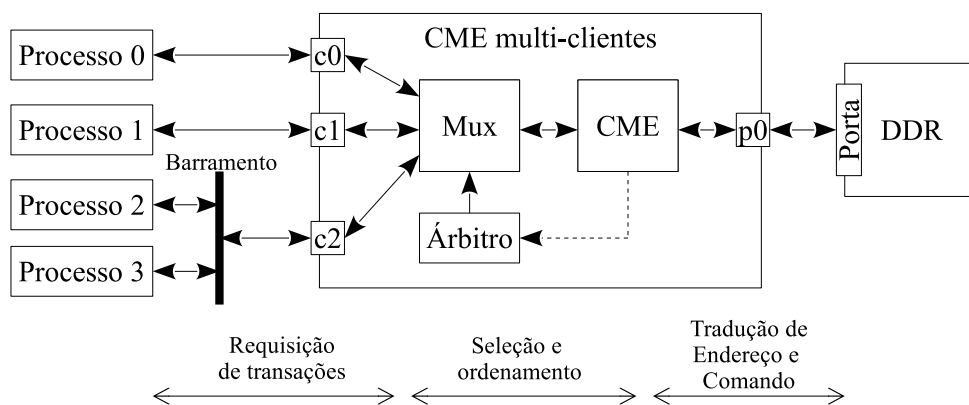 CME multi-clientes
Processo 0
c0
Processo 1
c1
Mux
CME
p0
Porta
DDR
Barramento
Processo 2
c2
Árbitro
Processo 3
Requisição
de transações
Seleção e
ordenamento
Tradução de
Endereço e
Comando